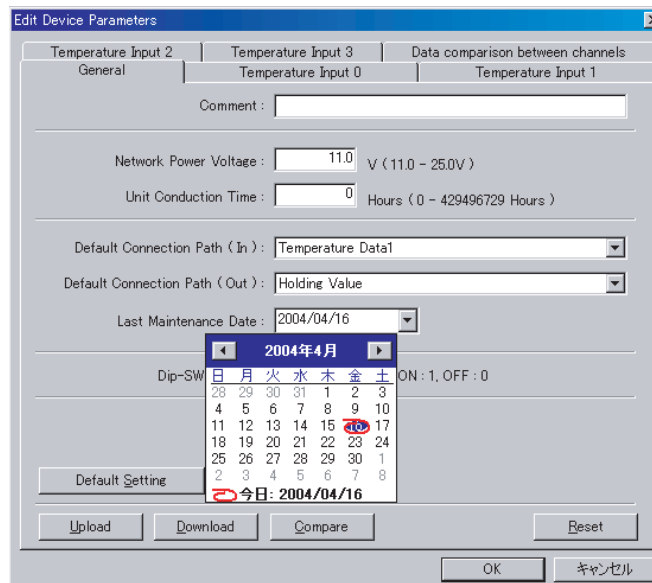 Edit Device Parameters
Temperature Input 2 Temperature Input 3 Data comparison between channels
General Temperature Input 0 Temperature Input 1
Comment :
Network Power Voltage : 11.0 V ( 11.0 - 25.0V )
Unit Conduction Time : 0 Hours ( 0 - 429496729 Hours )
Default Connection Path ( In ) : Temperature Data1
Default Connection Path ( Out ) : Holding Value
Last Maintenance Date : 2004/04/16
2004年4月
Dip-SW ON : 1, OFF : 0
日 月 火 水 木 金 土
28 29 30 31 1 2 3
4 5 6 7 8 9 10
11 12 13 14 15 16 17
18 19 20 21 22 23 24
25 26 27 28 29 30 1
2 3 4 5 6 7 8
今日: 2004/04/16
Default Setting
Upload Download Compare Reset
OK キャンセル